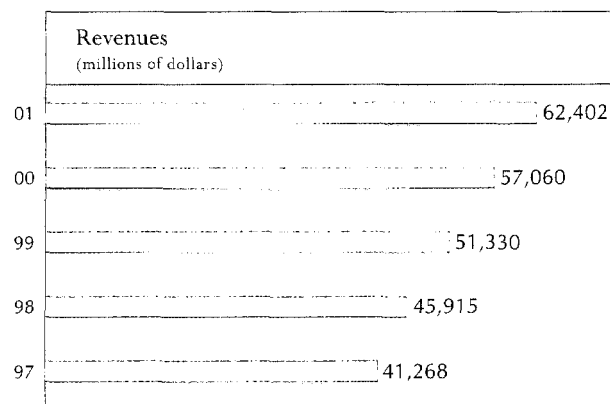 Revenues
(millions of dollars)
01 62,402
00 57,060
99 51,330
98 45,915
97 41,268